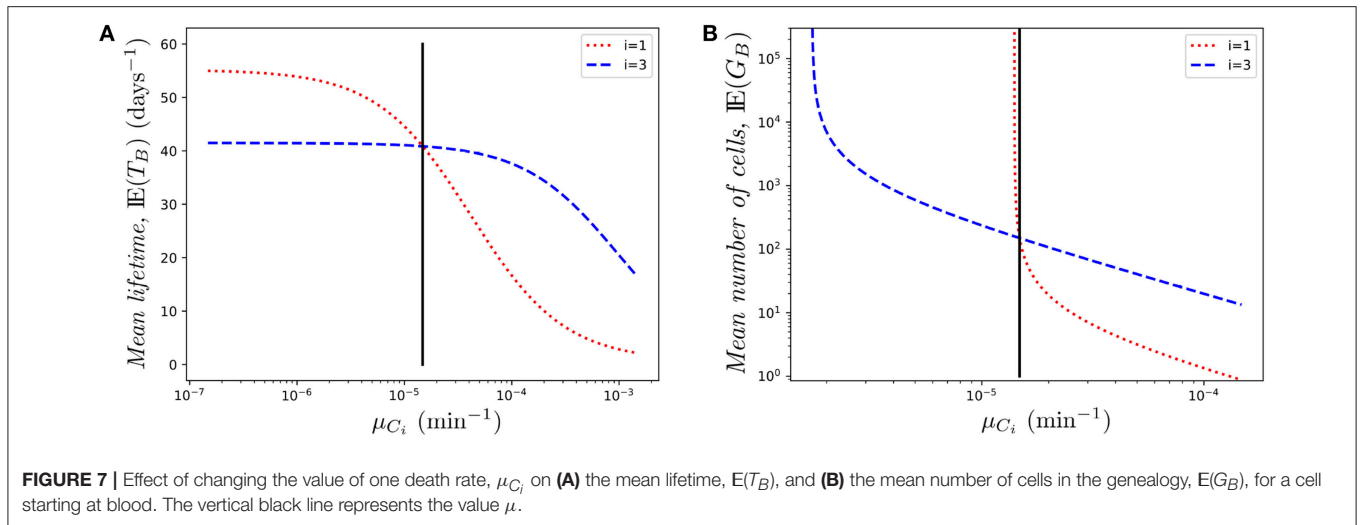 A
Mean lifetime, 𝔼(T_B) (days⁻¹)
60
50
40
30
20
10
0
10⁻⁷
10⁻⁶
10⁻⁵
10⁻⁴
10⁻³
μ_{C_i} (min⁻¹)
i=1
i=3
B
Mean number of cells, 𝔼(G_B)
10⁵
10⁴
10³
10²
10¹
10⁰
10⁻⁵
10⁻⁴
μ_{C_i} (min⁻¹)
i=1
i=3
FIGURE 7 | Effect of changing the value of one death rate, μ_{C_i} on (A) the mean lifetime, E(T_B), and (B) the mean number of cells in the genealogy, E(G_B), for a cell
starting at blood. The vertical black line represents the value μ.